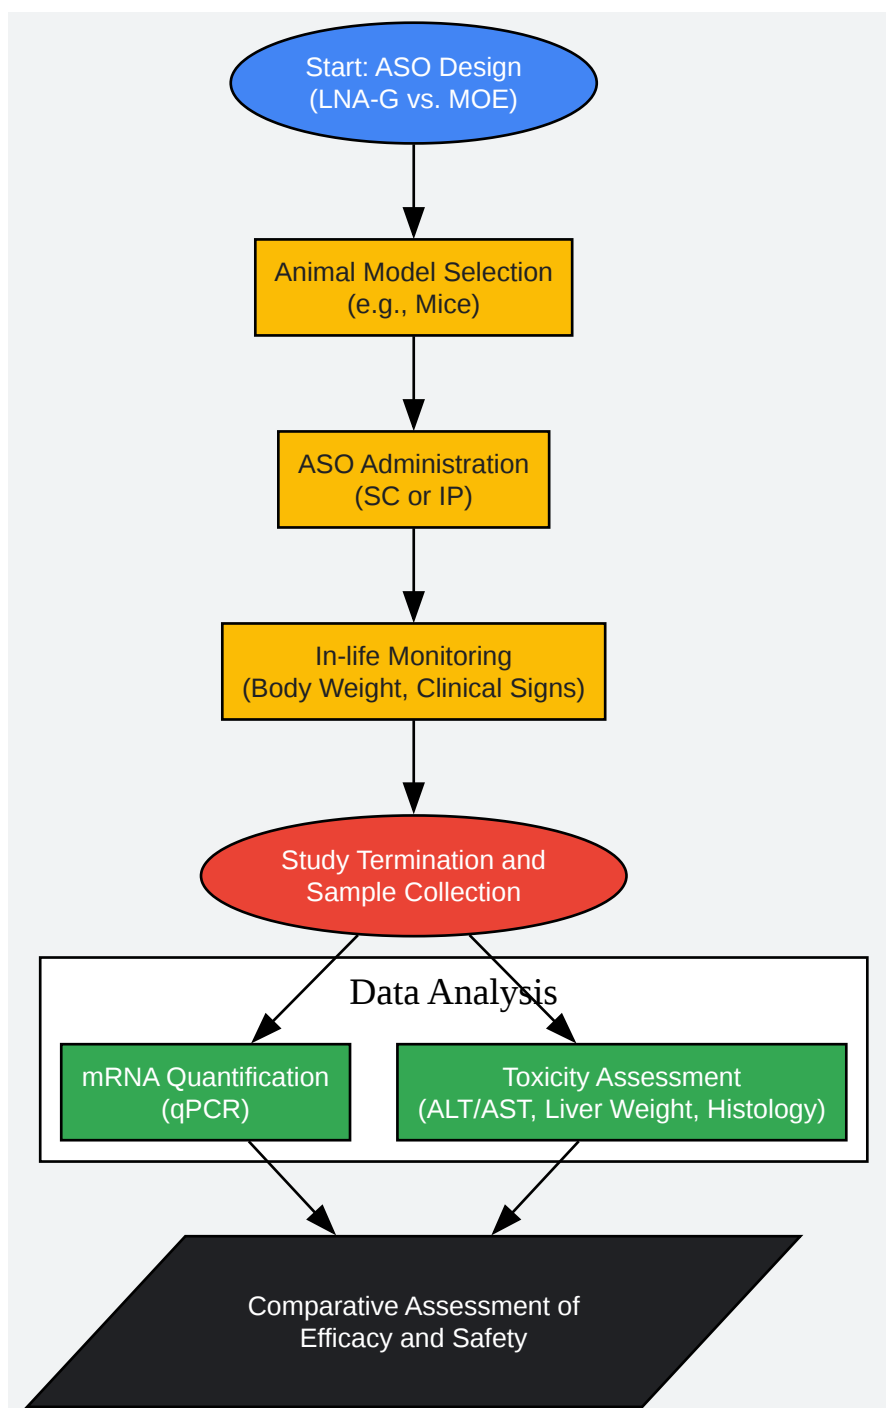 Start: ASO Design
(LNA-G vs. MOE)
Animal Model Selection
(e.g., Mice)
ASO Administration
(SC or IP)
In-life Monitoring
(Body Weight, Clinical Signs)
Study Termination and
Sample Collection
Data Analysis
mRNA Quantification
(qPCR)
Toxicity Assessment
(ALT/AST, Liver Weight, Histology)
Comparative Assessment of
Efficacy and Safety